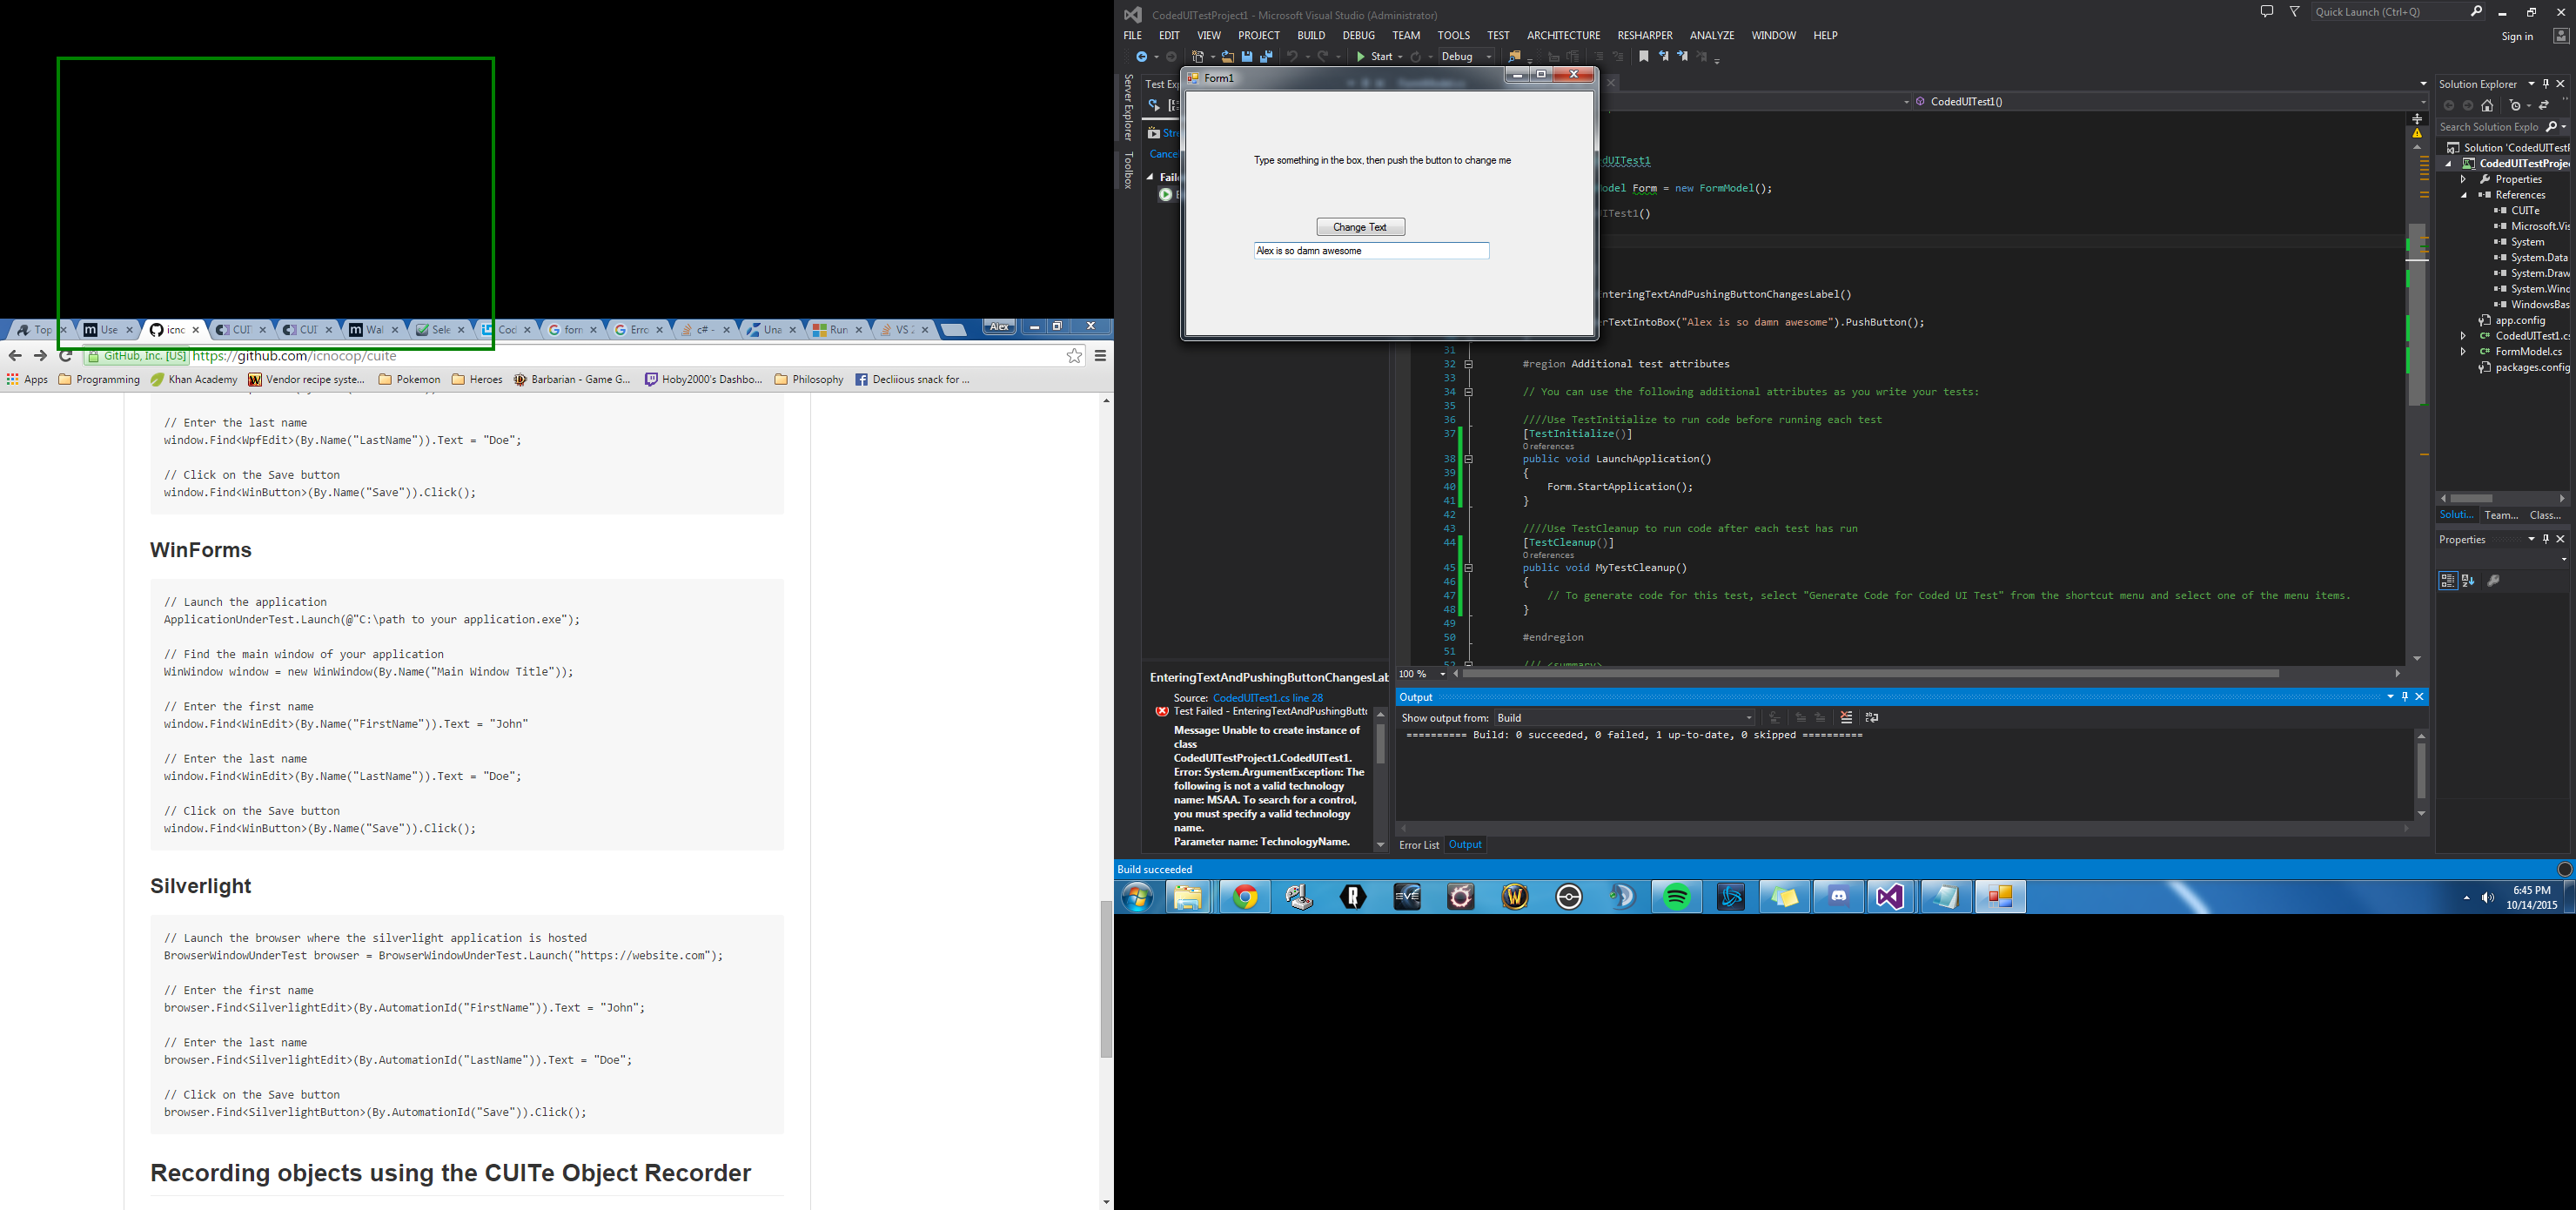 Top
Use
icnc
CUI
CUI
Wal
Sele
Cod
forn
Erro
c# -
Una
Run
VS 2
Alex
GitHub, Inc. [US]
https://github.com/icnocop/cuite
Apps
Programming
Khan Academy
Vendor recipe syste...
Pokemon
Heroes
Barbarian - Game G...
Hoby2000's Dashbo...
Philosophy
Decliious snack for ...
// Enter the last name
window.Find<WpfEdit>(By.Name("LastName")).Text = "Doe";
// Click on the Save button
window.Find<WinButton>(By.Name("Save")).Click();
WinForms
// Launch the application
ApplicationUnderTest.Launch(@"C:\path to your application.exe");
// Find the main window of your application
WinWindow window = new WinWindow(By.Name("Main Window Title"));
// Enter the first name
window.Find<WinEdit>(By.Name("FirstName")).Text = "John"
// Enter the last name
window.Find<WinEdit>(By.Name("LastName")).Text = "Doe";
// Click on the Save button
window.Find<WinButton>(By.Name("Save")).Click();
Silverlight
// Launch the browser where the silverlight application is hosted
BrowserWindowUnderTest browser = BrowserWindowUnderTest.Launch("https://website.com");
// Enter the first name
browser.Find<SilverlightEdit>(By.AutomationId("FirstName")).Text = "John";
// Enter the last name
browser.Find<SilverlightEdit>(By.AutomationId("LastName")).Text = "Doe";
// Click on the Save button
browser.Find<SilverlightButton>(By.AutomationId("Save")).Click();
Recording objects using the CUITe Object Recorder
CodedUITestProject1 - Microsoft Visual Studio (Administrator)
Quick Launch (Ctrl+Q)
FILE EDIT VIEW PROJECT BUILD DEBUG TEAM TOOLS TEST ARCHITECTURE RESHARPER ANALYZE WINDOW HELP
Sign in
Start
Debug
Server Explorer
Toolbox
Test Exp
Stre
Cance
Faile
Form1
Type something in the box, then push the button to change me
Change Text
Alex is so damn awesome
CodedUITest1()
dedUITest1
Model Form = new FormModel();
UITest1()
EnteringTextAndPushingButtonChangesLabel()
erTextIntoBox("Alex is so damn awesome").PushButton();
31
32 #region Additional test attributes
33
34 // You can use the following additional attributes as you write your tests:
35
36 ////Use TestInitialize to run code before running each test
37 [TestInitialize()]
0 references
38 public void LaunchApplication()
39 {
40 Form.StartApplication();
41 }
42
43 ////Use TestCleanup to run code after each test has run
44 [TestCleanup()]
0 references
45 public void MyTestCleanup()
46 {
47 // To generate code for this test, select "Generate Code for Coded UI Test" from the shortcut menu and select one of the menu items.
48 }
49
50 #endregion
51
52 /// <summary>
100 %
EnteringTextAndPushingButtonChangesLab
Source: CodedUITest1.cs line 28
Test Failed - EnteringTextAndPushingButto
Message: Unable to create instance of
class
CodedUITestProject1.CodedUITest1.
Error: System.ArgumentException: The
following is not a valid technology
name: MSAA. To search for a control,
you must specify a valid technology
name.
Parameter name: TechnologyName.
Output
Show output from: Build
========== Build: 0 succeeded, 0 failed, 1 up-to-date, 0 skipped ==========
Error List
Output
Solution Explorer
Search Solution Explo
Solution 'CodedUITestP
CodedUITestProjec
Properties
References
CUITe
Microsoft.Vis
System
System.Data
System.Draw
System.Wind
WindowsBas
app.config
CodedUITest1.cs
FormModel.cs
packages.config
Soluti...
Team...
Class...
Properties
Build succeeded
6:45 PM
10/14/2015